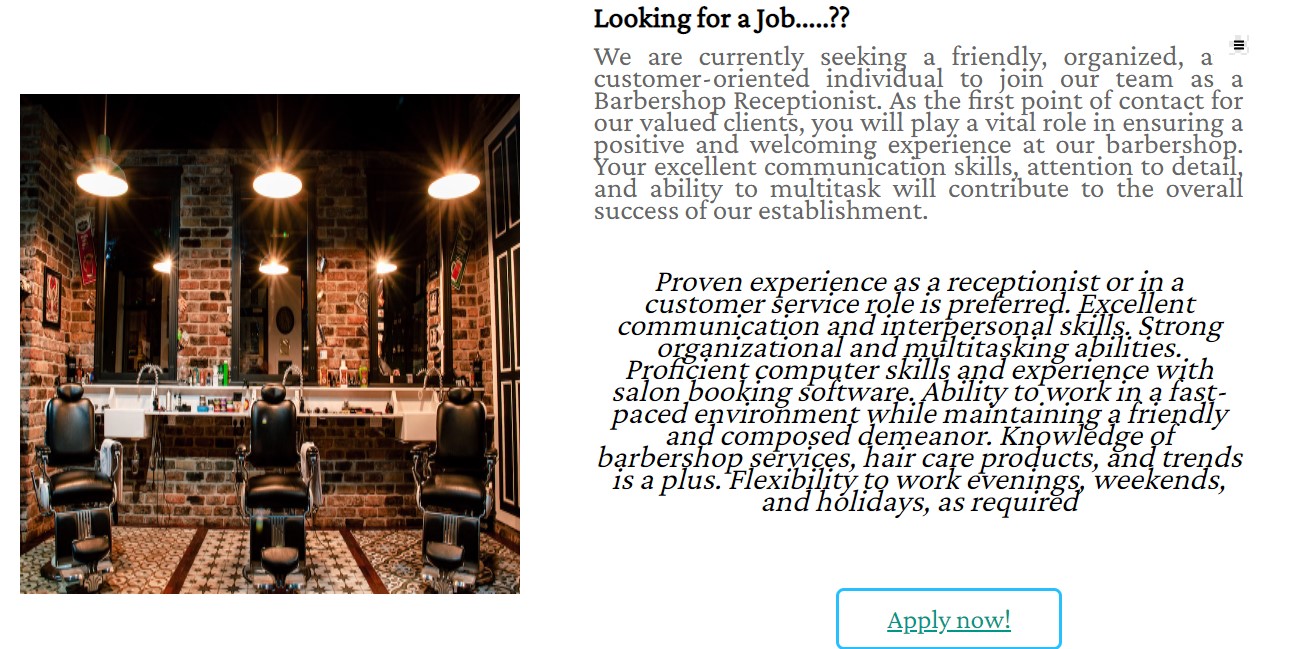 Looking for a Job.....??
We are currently seeking a friendly, organized, a
customer-oriented individual to join our team as a
Barbershop Receptionist. As the first point of contact for
our valued clients, you will play a vital role in ensuring a
positive and welcoming experience at our barbershop.
Your excellent communication skills, attention to detail,
and ability to multitask will contribute to the overall
success of our establishment.
Proven experience as a receptionist or in a
customer service role is preferred. Excellent
communication and interpersonal skills. Strong
organizational and multitasking abilities.
Proficient computer skills and experience with
salon booking software. Ability to work in a fast-
paced environment while maintaining a friendly
and composed demeanor. Knowledge of
barbershop services, hair care products, and trends
is a plus. Flexibility to work evenings, weekends,
and holidays, as required
Apply now!